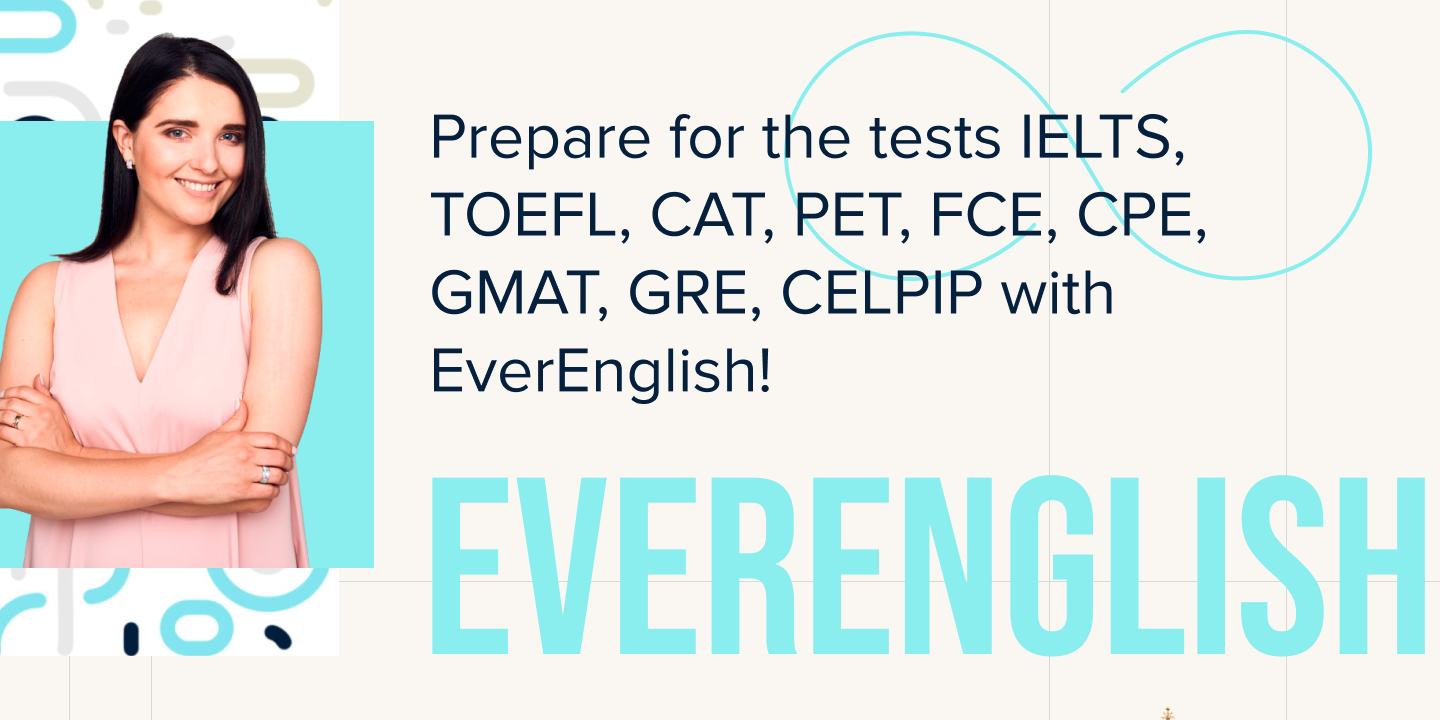 Prepare for the tests IELTS,
TOEFL, CAT, PET, FCE, CPE,
GMAT, GRE, CELPIP with
EverEnglish!
EVERENGLISH